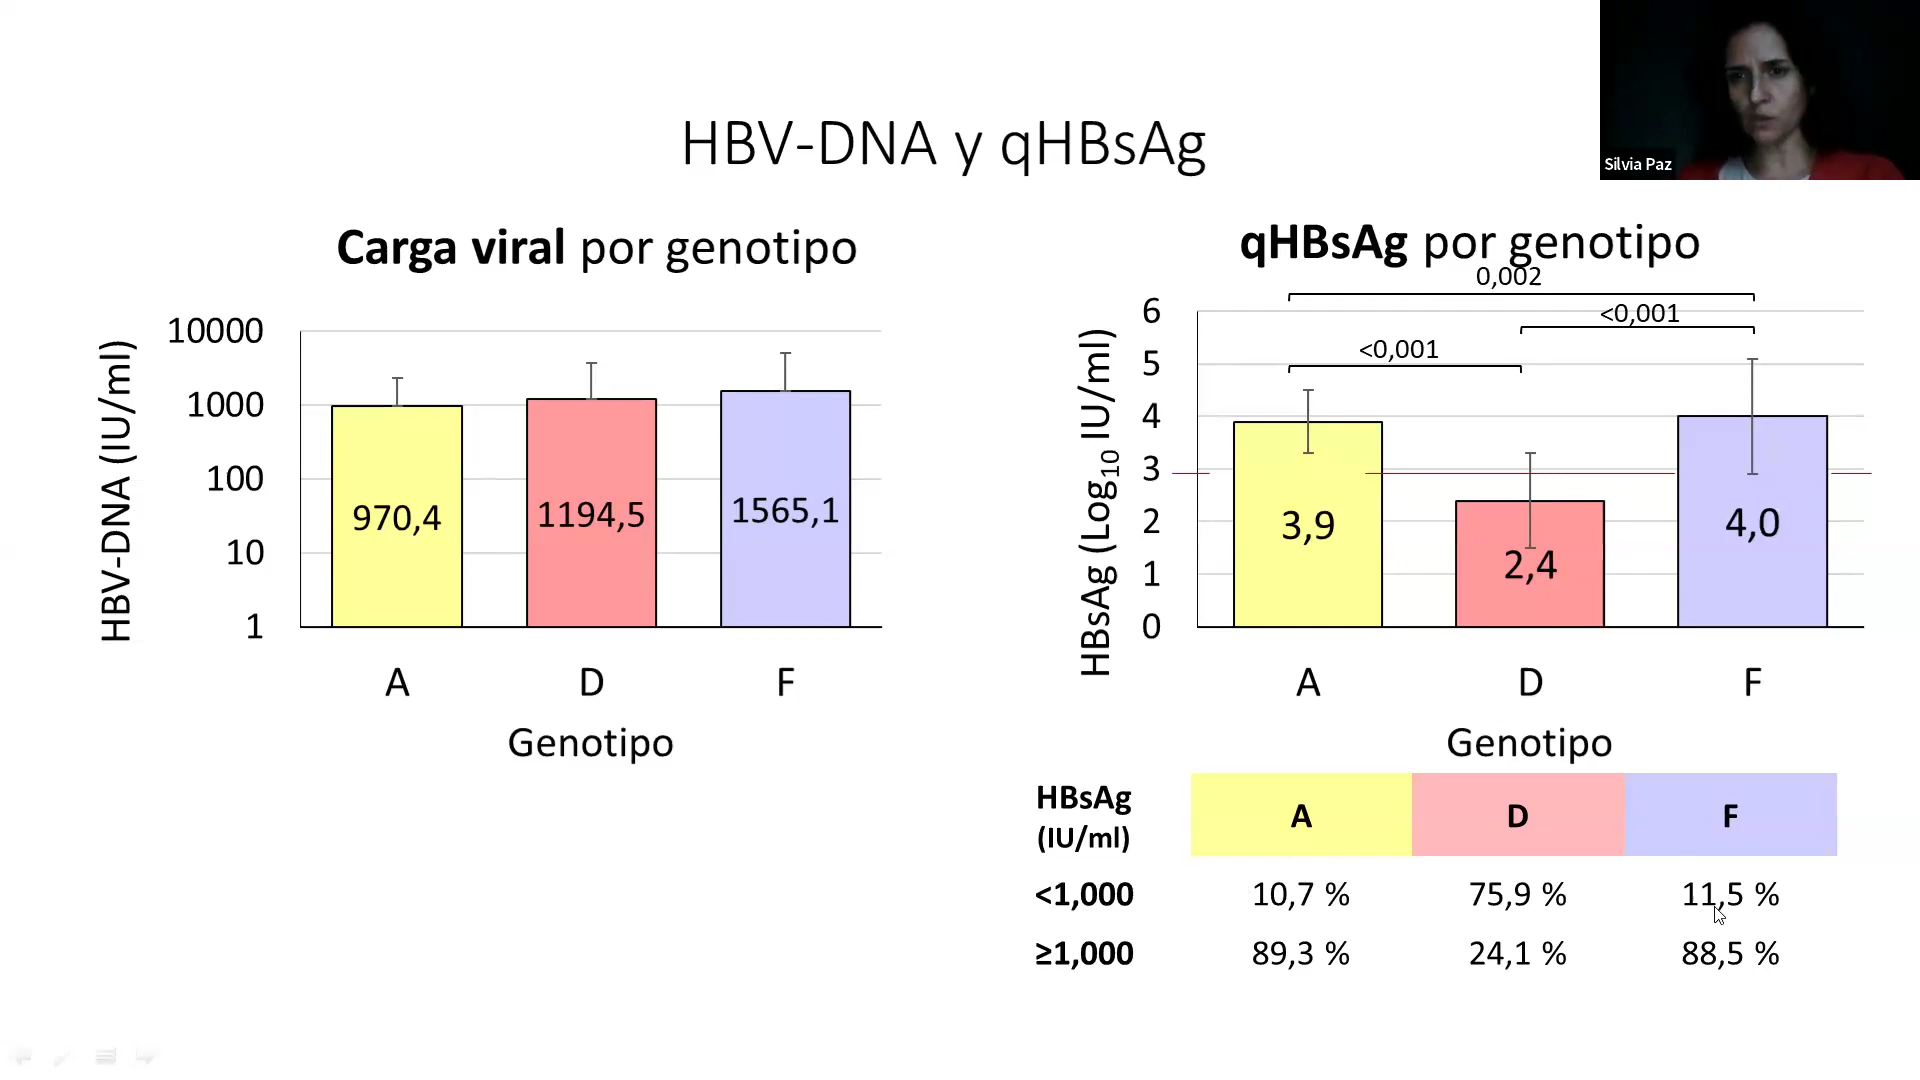 HBV-DNA y qHBsAg
Silvia Paz
Carga viral por genotipo
HBV-DNA (IU/ml)
10000
1000
100
10
1
970,4
1194,5
1565,1
A D F
Genotipo
qHBsAg por genotipo
0,002
<0,001
<0,001
HBsAg (Log10 IU/ml)
6
5
4
3
2
1
0
3,9
2,4
4,0
A D F
Genotipo
HBsAg
(IU/ml)
A D F
<1,000 10,7 % 75,9 % 11,5 %
≥1,000 89,3 % 24,1 % 88,5 %